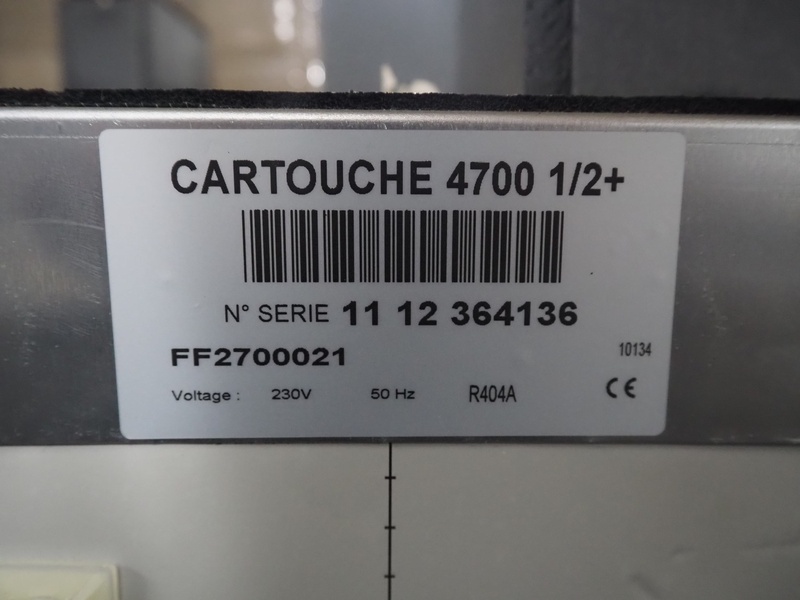 CARTOUCHE 4700 1/2+
N° SERIE 11 12 364136
FF2700021 10134
Voltage : 230V 50 Hz R404A CE